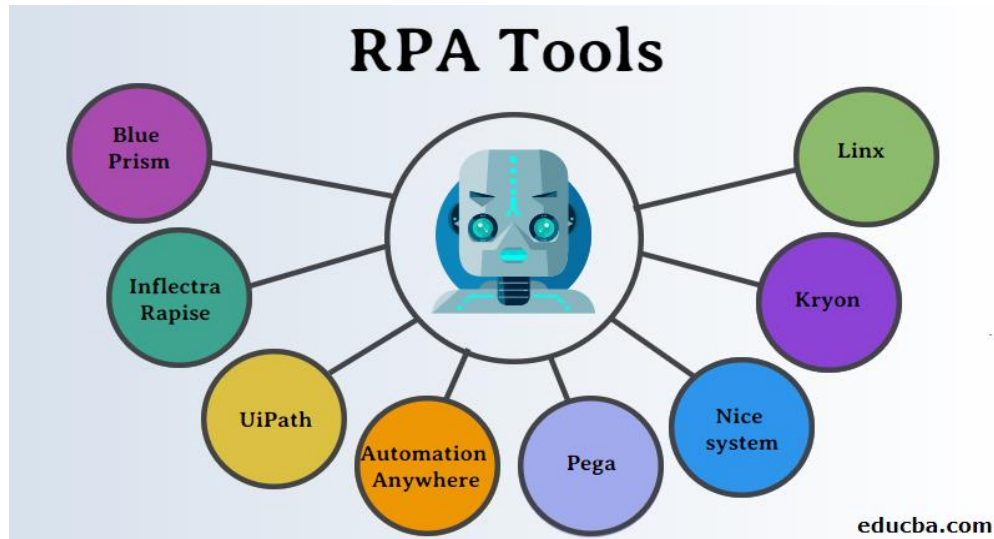 RPA Tools
Blue
Prism
Linx
Inflectra
Rapise
Kryon
UiPath
Automation
Anywhere
Pega
Nice
system
educba.com